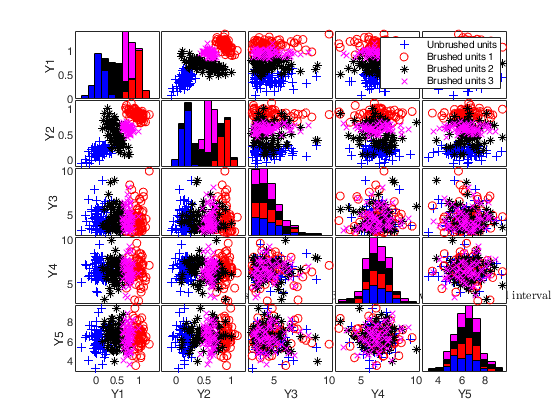 Y1
1
0.5
0
Unbrushed units
Brushed units 1
Brushed units 2
Brushed units 3
Y2
0.5
0
Y3
10
5
Y4
10
5
interval
Y5
8
6
4
0 0.5 1
0 0.5 1
5 10
5 10
4 6 8
Y1 Y2 Y3 Y4 Y5